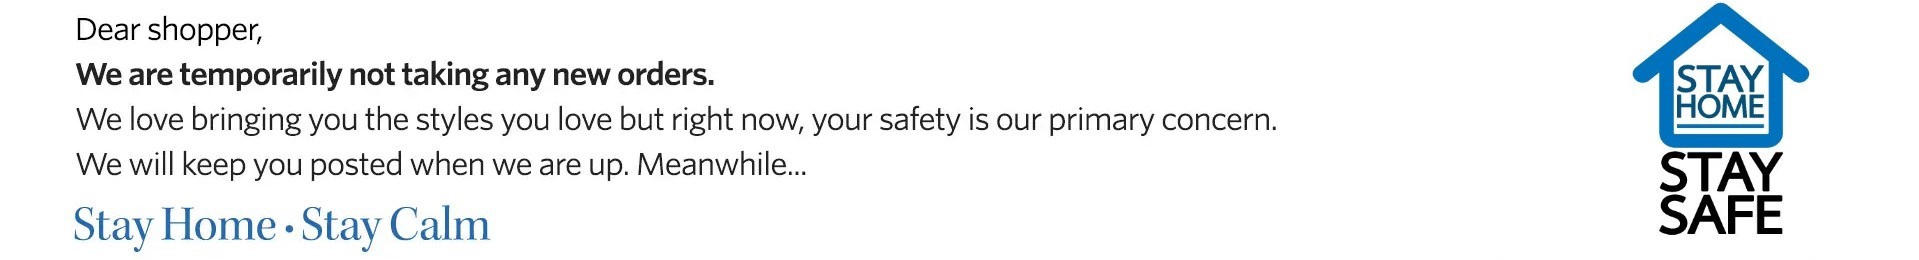 Dear shopper,
We are temporarily not taking any new orders.
We love bringing you the styles you love but right now, your safety is our primary concern.
We will keep you posted when we are up. Meanwhile...
Stay Home • Stay Calm
STAY
HOME
STAY
SAFE